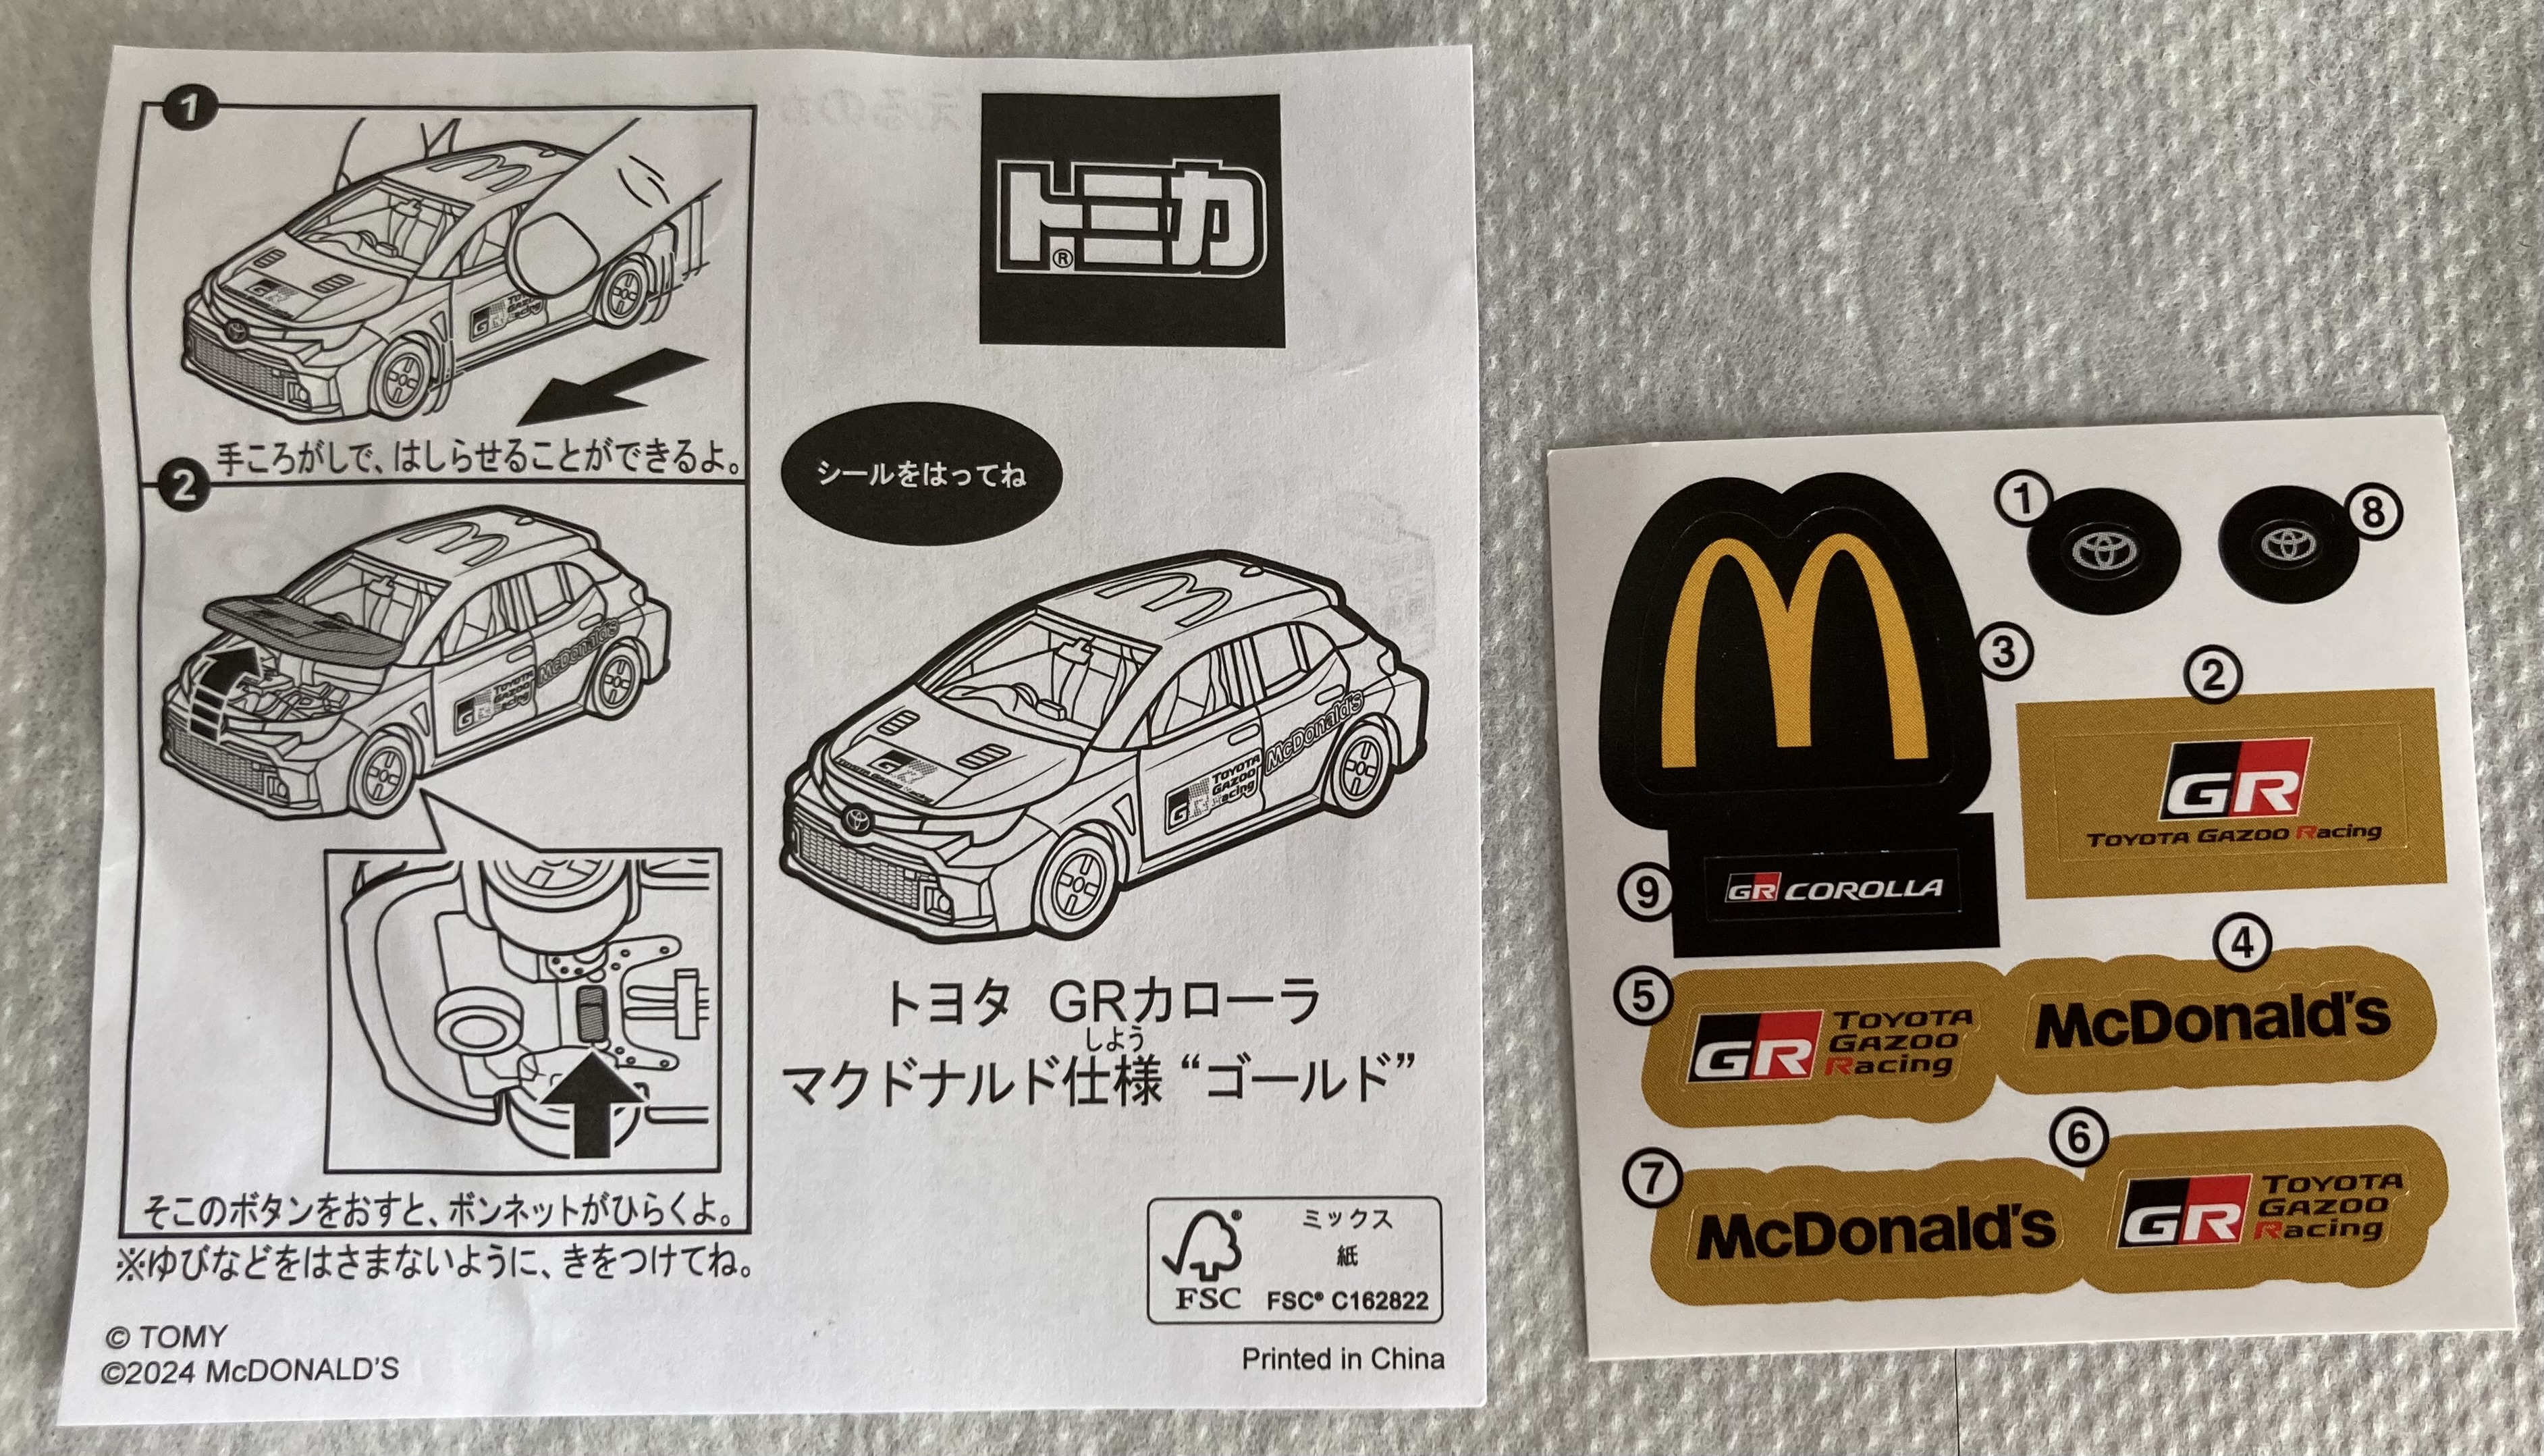 1
手ころがしで、はしらせることができるよ。
2
そこのボタンをおすと、ボンネットがひらくよ。
※ゆびなどをはさまないように、きをつけてね。
© TOMY
©2024 McDONALD'S
トミカ
®
シールをはってね
GR
TOYOTA
GAZOO
Racing
McDonald's
トヨタ GRカローラ
しよう
マクドナルド仕様 “ゴールド”
FSC
ミックス
紙
FSC® C162822
Printed in China
1
8
3
2
GR
TOYOTA GAZOO Racing
9
GR COROLLA
5
GR TOYOTA
GAZOO
Racing
4
McDonald's
7
McDonald's
6
GR TOYOTA
GAZOO
Racing